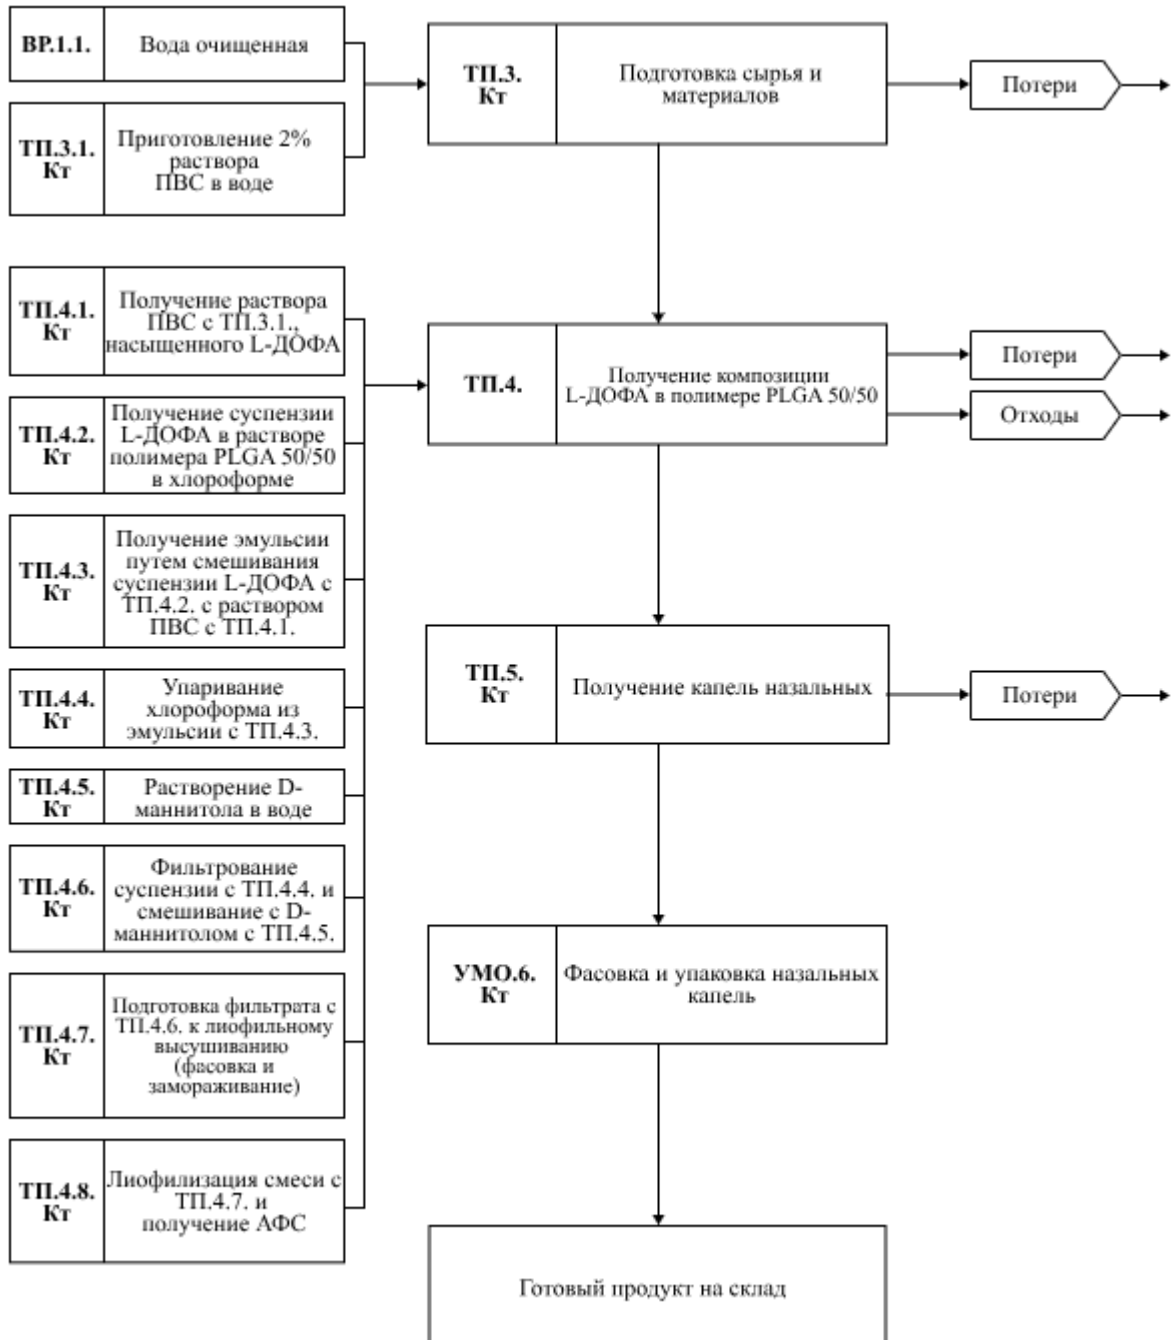 ВР.1.1.
Вода очищенная
ТП.3.
Кт
Подготовка сырья и
материалов
Потери
ТП.3.1.
Кт
Приготовление 2%
раствора
ПВС в воде
ТП.4.1.
Кт
Получение раствора
ПВС с ТП.3.1.,
насыщенного L-ДОФА
ТП.4.
Получение композиции
L-ДОФА в полимере PLGA 50/50
Потери
Отходы
ТП.4.2.
Кт
Получение суспензии
L-ДОФА в растворе
полимера PLGA 50/50
в хлороформе
ТП.4.3.
Кт
Получение эмульсии
путем смешивания
суспензии L-ДОФА с
ТП.4.2. с раствором
ПВС с ТП.4.1.
ТП.5.
Кт
Получение капель назальных
Потери
ТП.4.4.
Кт
Упаривание
хлороформа из
эмульсии с ТП.4.3.
ТП.4.5.
Кт
Растворение D-
маннитола в воде
ТП.4.6.
Кт
Фильтрование
суспензии с ТП.4.4. и
смешивание с D-
маннитолом с ТП.4.5.
УМО.6.
Кт
Фасовка и упаковка назальных
капель
ТП.4.7.
Кт
Подготовка фильтрата с
ТП.4.6. к лиофильному
высушиванию
(фасовка и
замораживание)
ТП.4.8.
Кт
Лиофилизация смеси с
ТП.4.7. и
получение АФС
Готовый продукт на склад